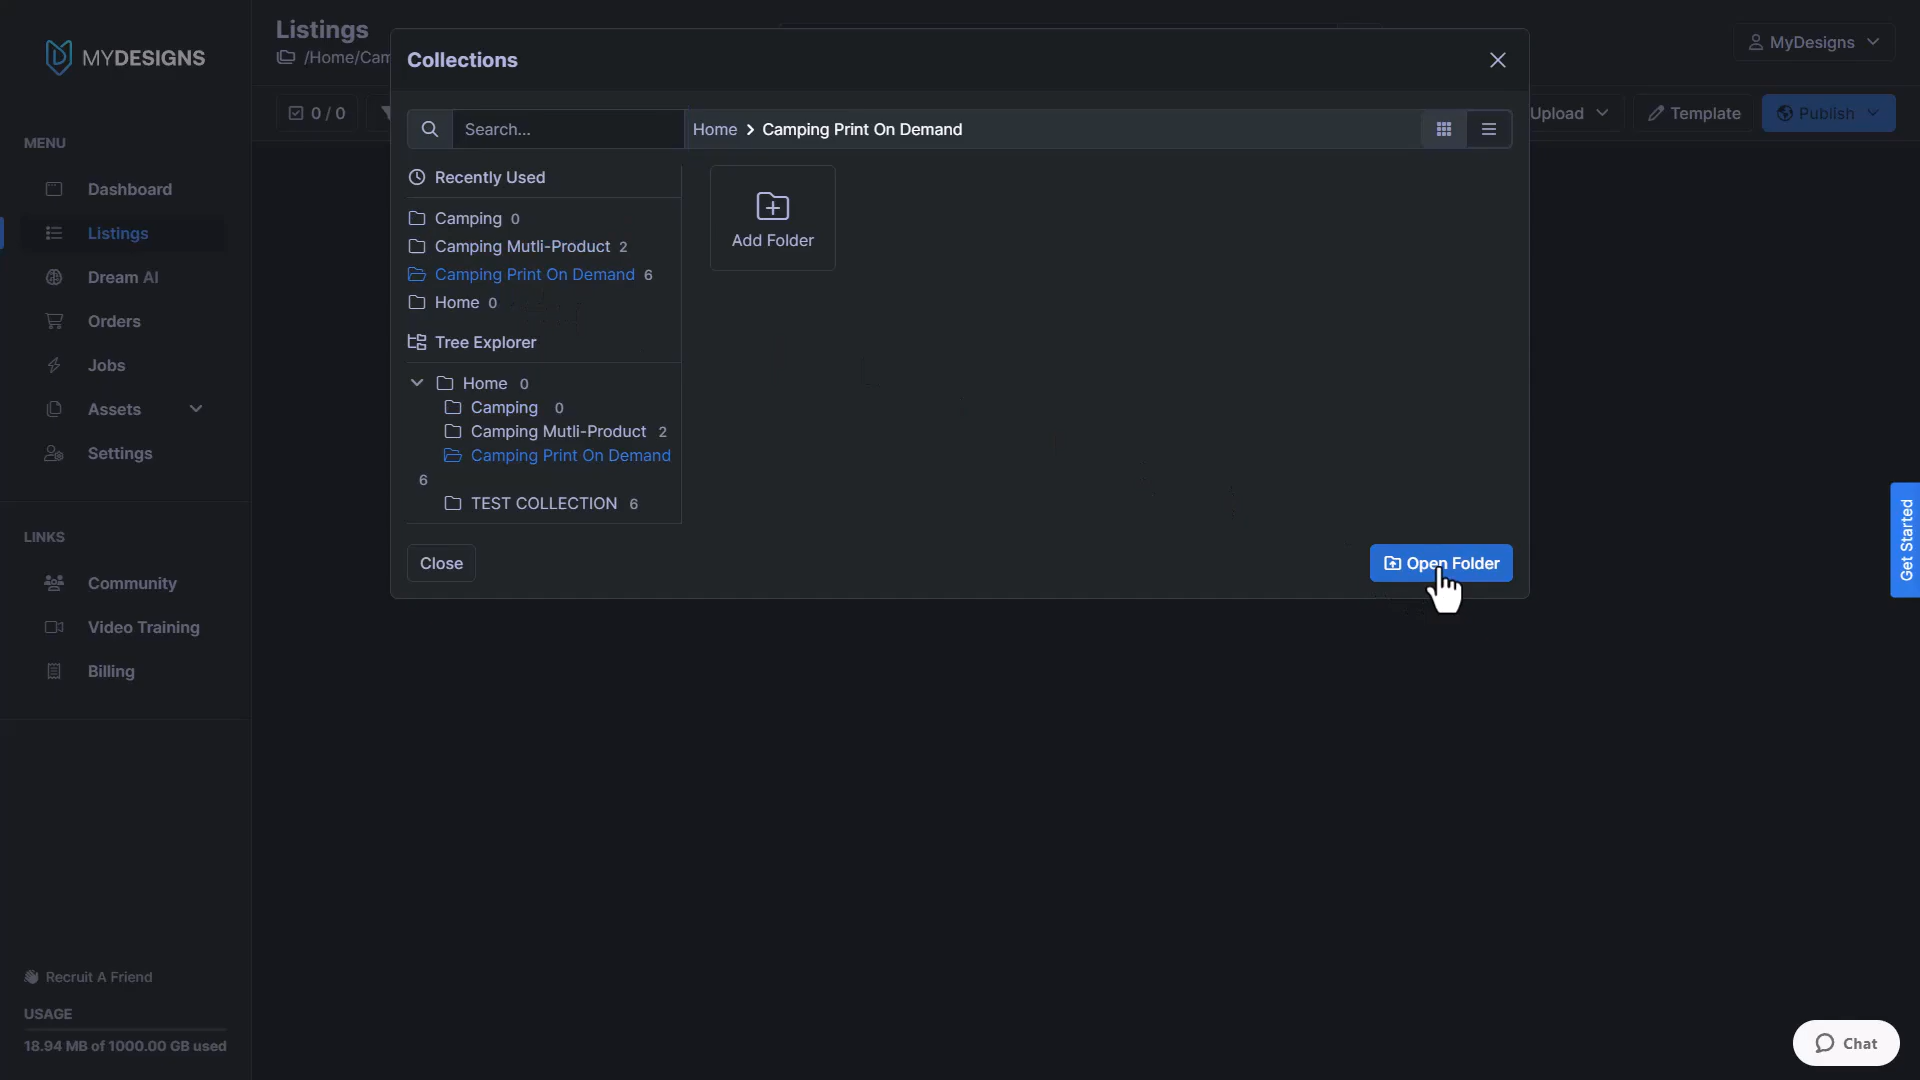 MYDESIGNS
MENU
Dashboard
Listings
Dream AI
Orders
Jobs
Assets
Settings
LINKS
Community
Video Training
Billing
Recruit A Friend
USAGE
18.94 MB of 1000.00 GB used
Listings
/Home/Cam
0 / 0
Upload
Template
Publish
MyDesigns
Collections
Search...
Home > Camping Print On Demand
Recently Used
Camping 0
Camping Mutli-Product 2
Camping Print On Demand 6
Home 0
Tree Explorer
Home 0
Camping 0
Camping Mutli-Product 2
Camping Print On Demand
6
TEST COLLECTION 6
Add Folder
Close
Open Folder
Get Started
Chat